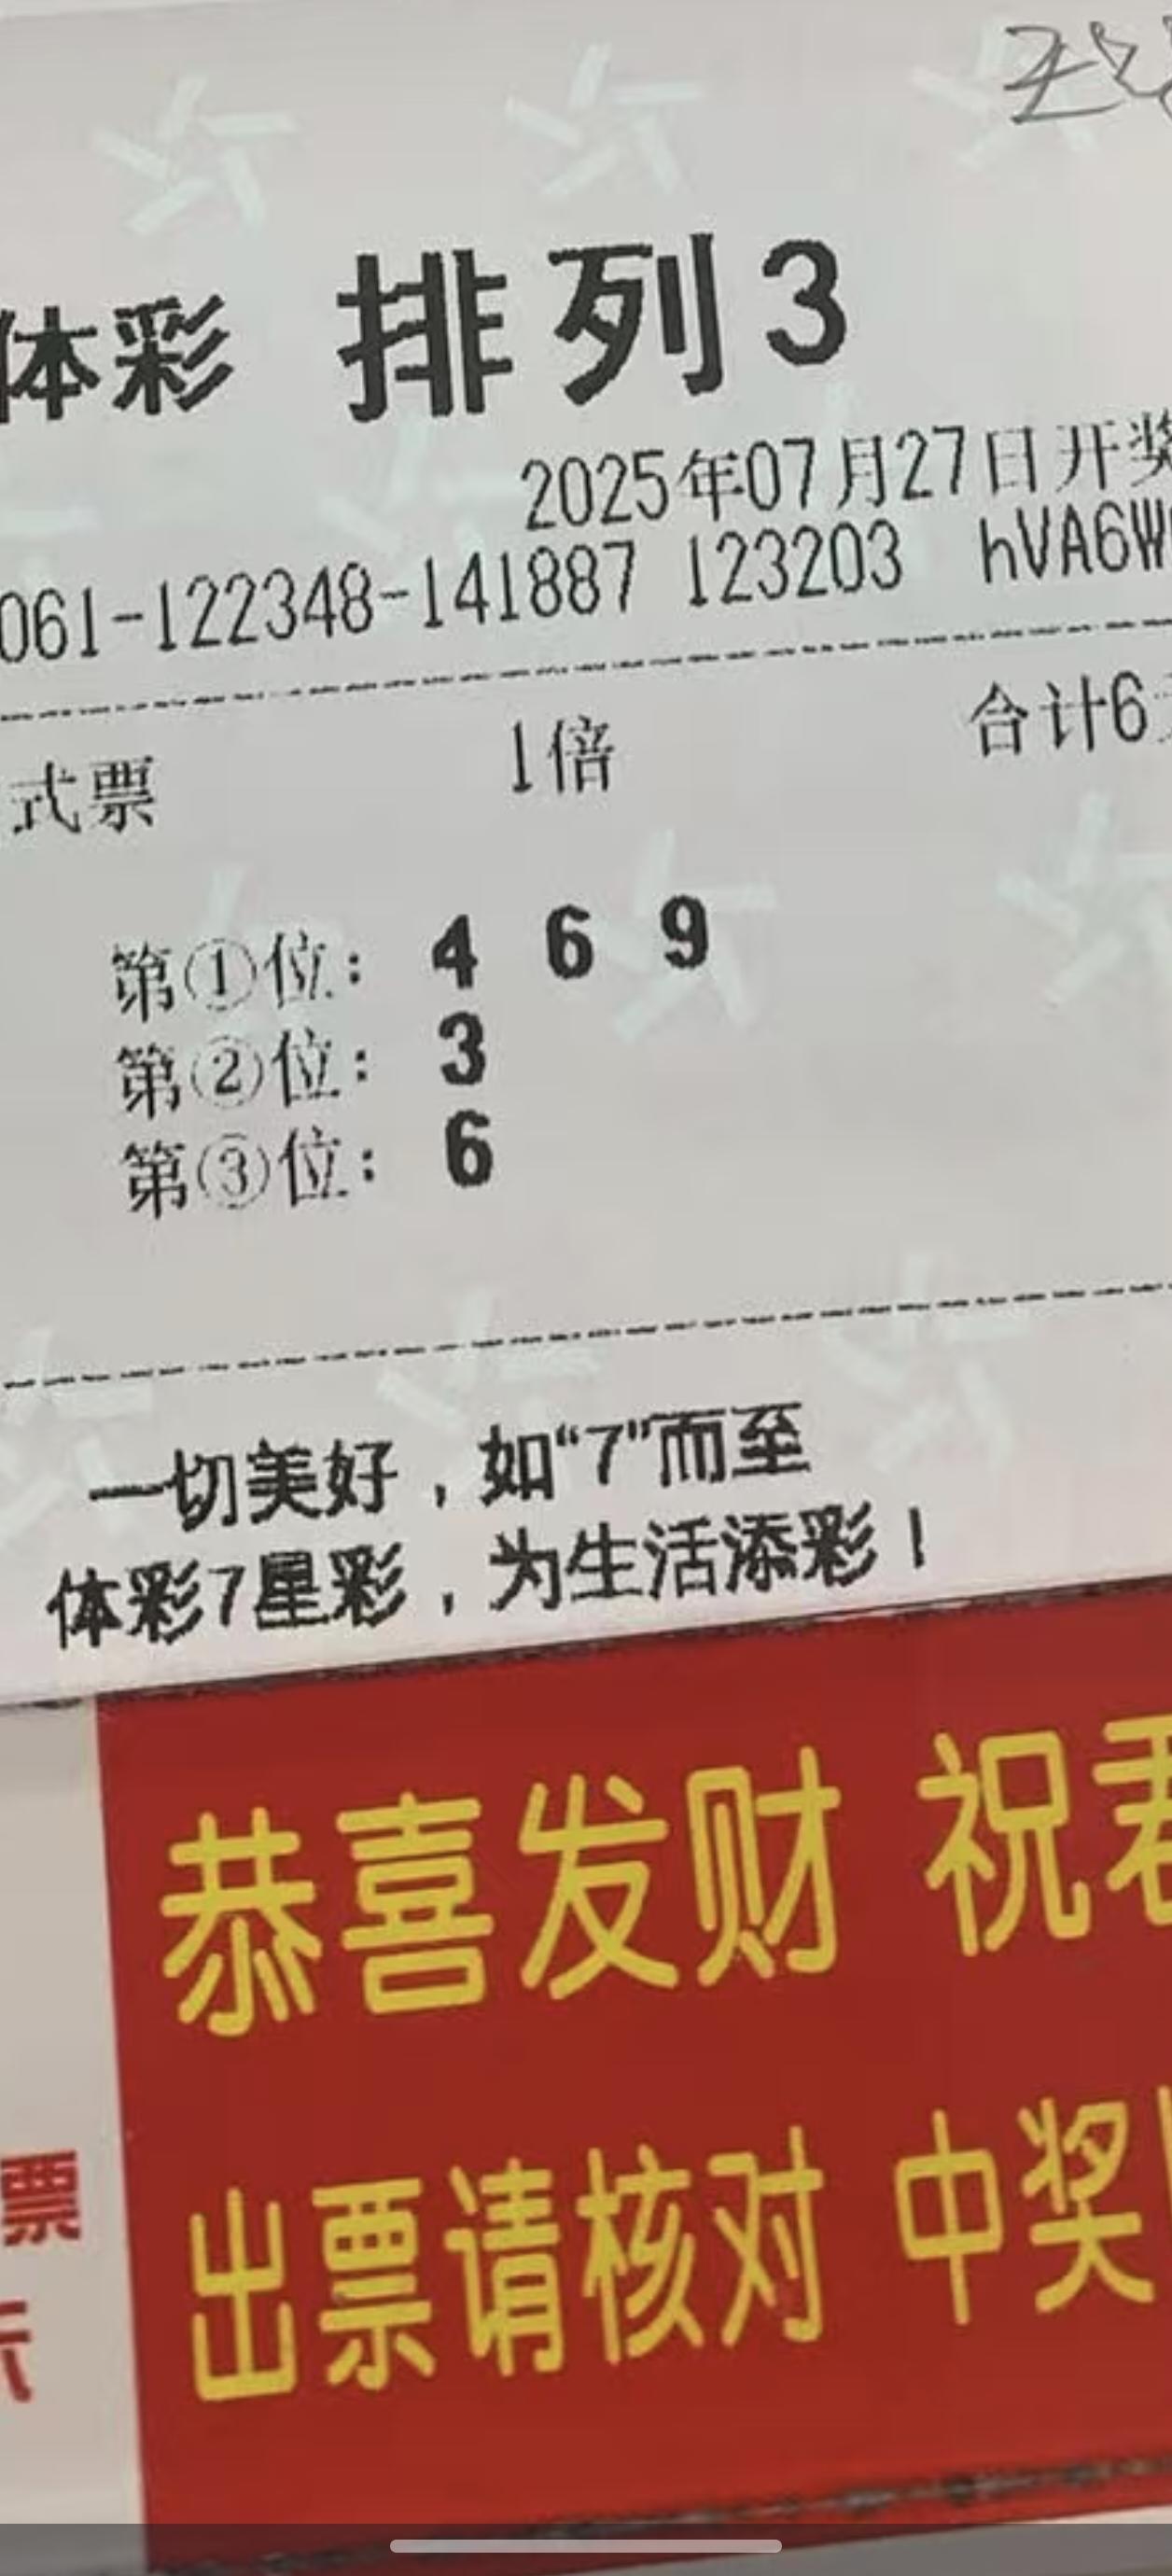 体彩 排列3
2025年07月27日开奖
061-122348-141887 123203 hVA6W
式票 1倍 合计6
第①位: 4 6 9
第②位: 3
第③位: 6
一切美好，如“7”而至
体彩7星彩，为生活添彩！
恭喜发财 祝君
票 出票请核对 中奖